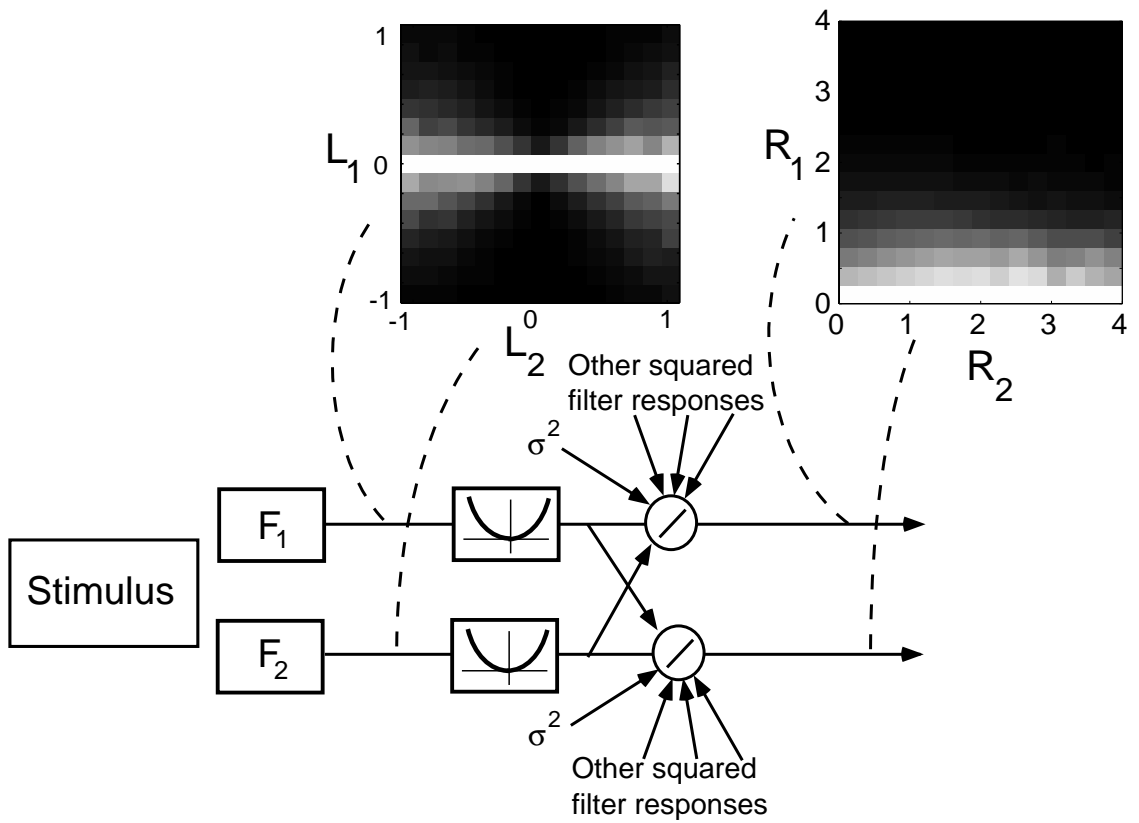 1
L1
0
-1
-1 0 1
L2
4
3
R1
2
1
0
0 1 2 3 4
R2
Other squared
filter responses
σ2
F1
Stimulus
F2
σ2
Other squared
filter responses